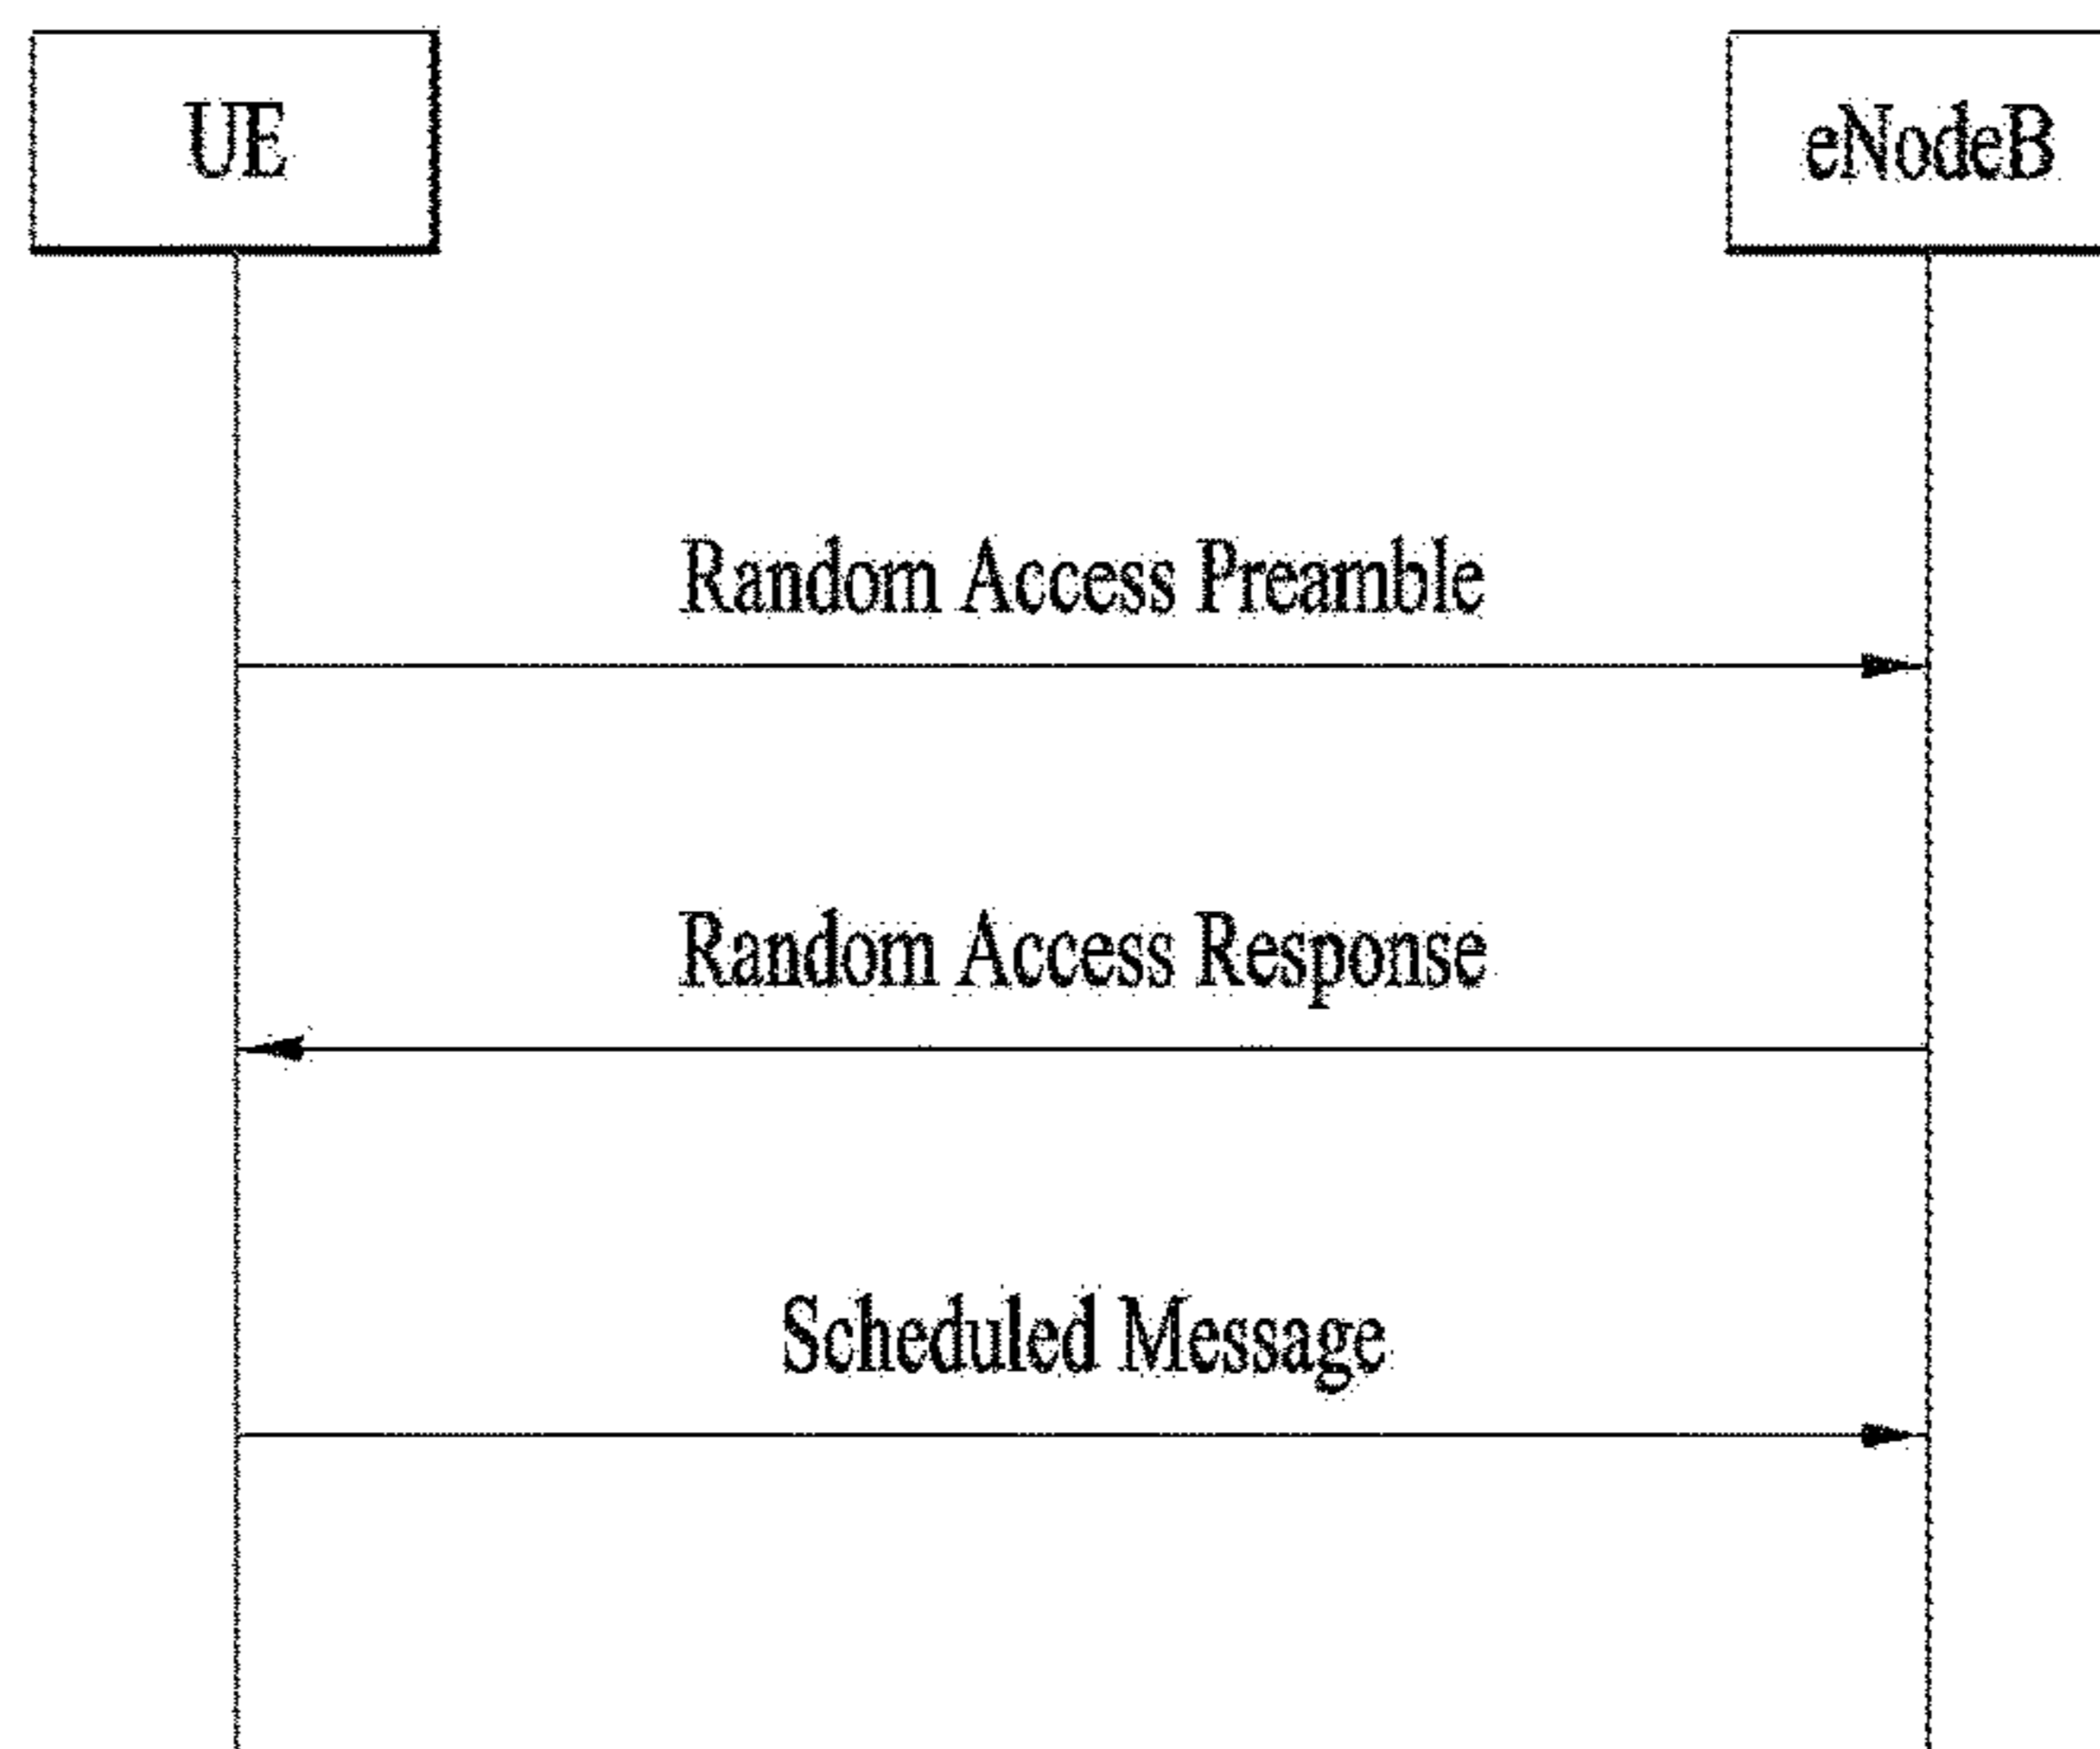 UE
eNodeB
Random Access Preamble
Random Access Response
Scheduled Message